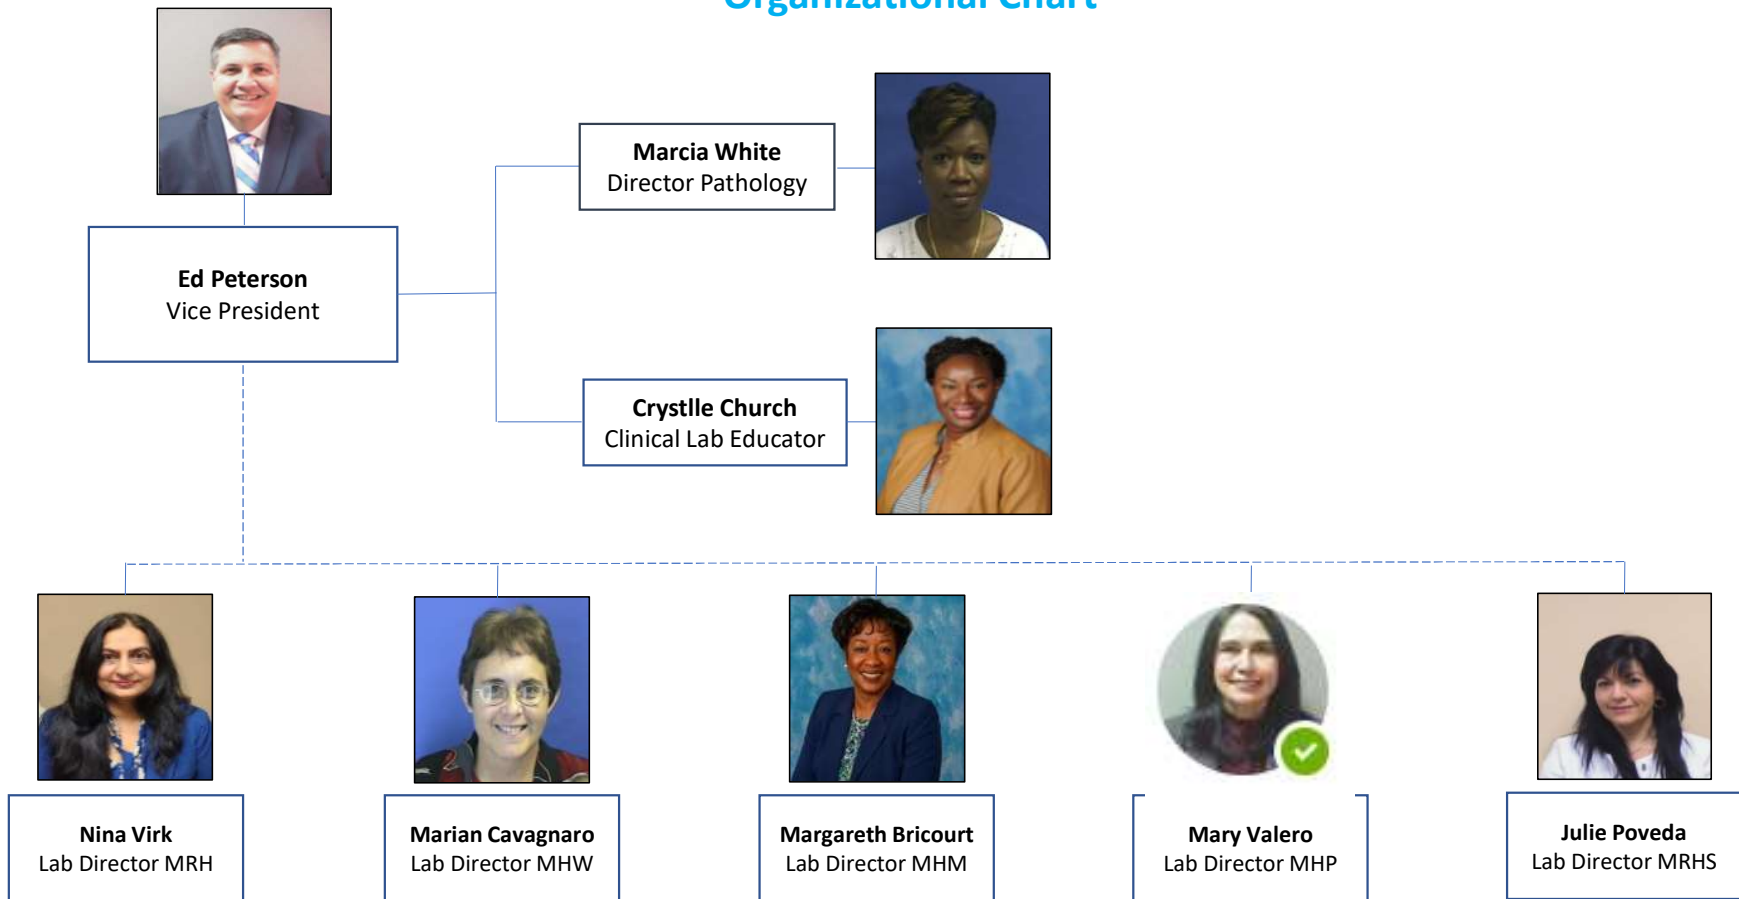 Organizational Chart
Marcia White
Director Pathology
Ed Peterson
Vice President
Crystlle Church
Clinical Lab Educator
Nina Virk
Lab Director MRH
Marian Cavagnaro
Lab Director MHW
Margareth Bricourt
Lab Director MHM
Mary Valero
Lab Director MHP
Julie Poveda
Lab Director MRHS